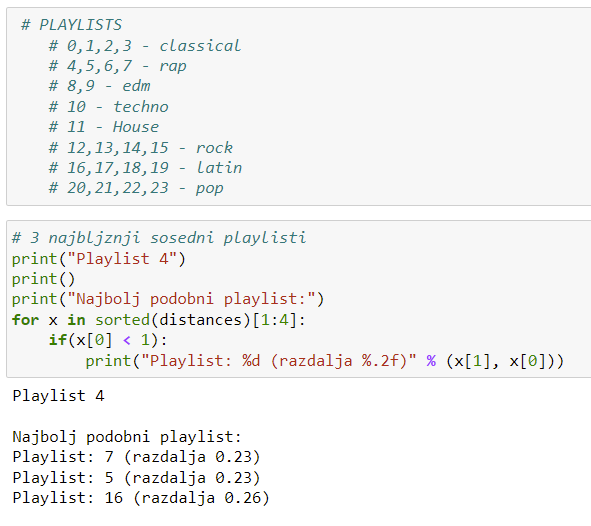 # PLAYLISTS
# 0,1,2,3 - classical
# 4,5,6,7 - rap
# 8,9 - edm
# 10 - techno
# 11 - House
# 12,13,14,15 - rock
# 16,17,18,19 - latin
# 20,21,22,23 - pop
# 3 najbljznji sosedni playlisti
print("Playlist 4")
print()
print("Najbolj podobni playlist:")
for x in sorted(distances)[1:4]:
if(x[0] < 1):
print("Playlist: %d (razdalja %.2f)" % (x[1], x[0]))
Playlist 4
Najbolj podobni playlist:
Playlist: 7 (razdalja 0.23)
Playlist: 5 (razdalja 0.23)
Playlist: 16 (razdalja 0.26)